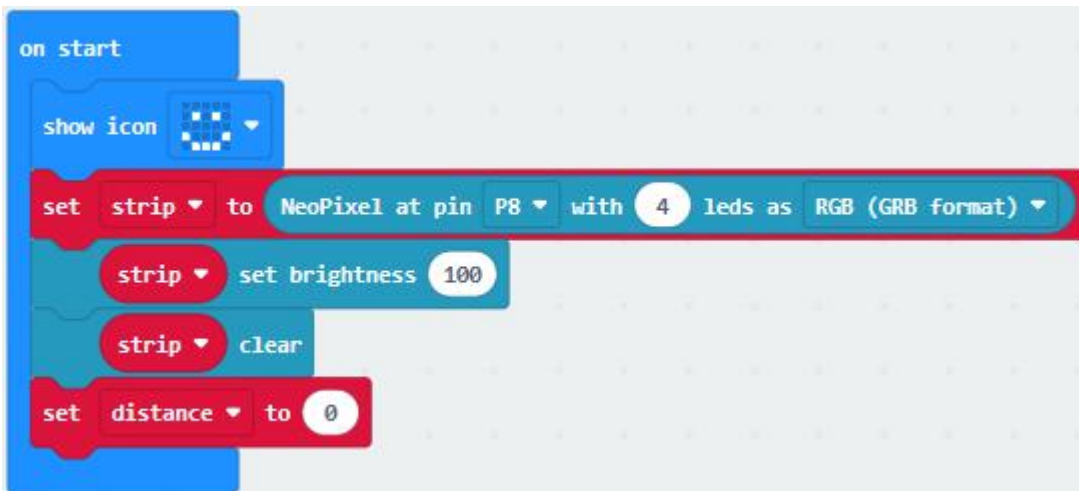 on start
show icon
set strip to NeoPixel at pin P8 with 4 leds as RGB (GRB format)
strip set brightness 100
strip clear
set distance to 0